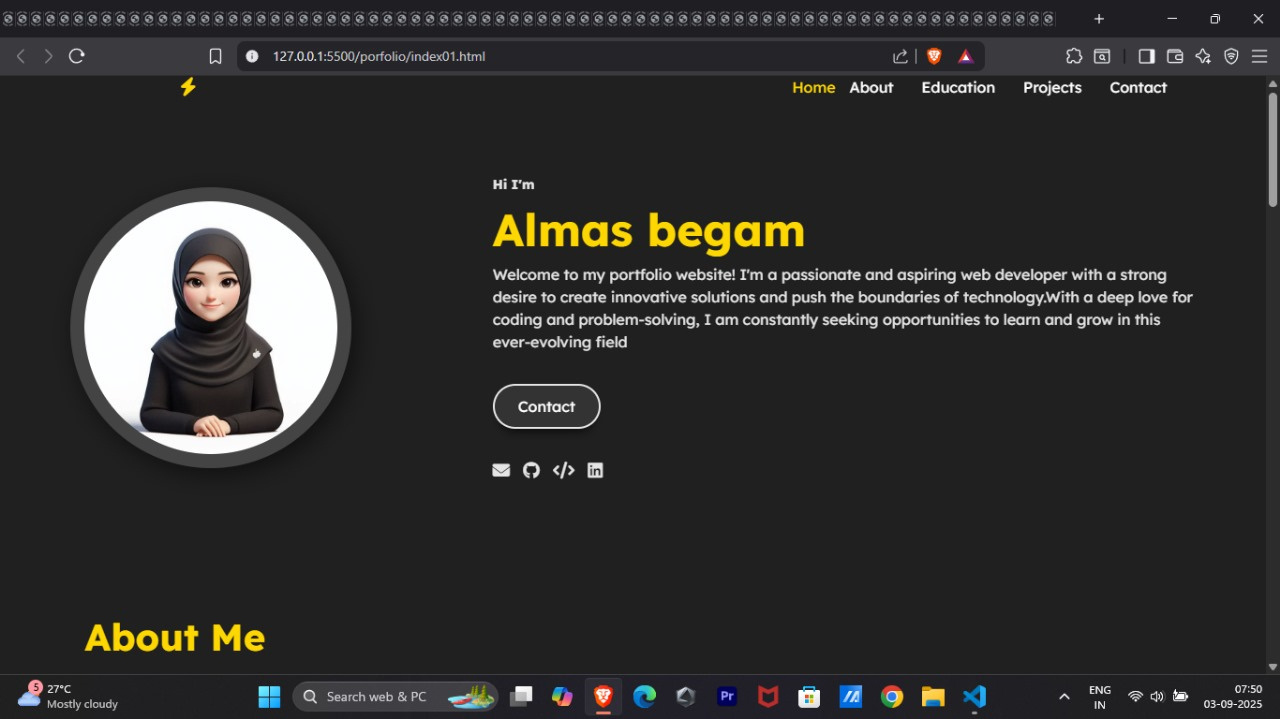 127.0.0.1:5500/porfolio/index01.html
Home About Education Projects Contact
Hi I'm
Almas begam
Welcome to my portfolio website! I'm a passionate and aspiring web developer with a strong
desire to create innovative solutions and push the boundaries of technology.With a deep love for
coding and problem-solving, I am constantly seeking opportunities to learn and grow in this
ever-evolving field
Contact
About Me
5
27°C
Mostly cloudy
Search web & PC
Pr
ENG
IN
07:50
03-09-2025